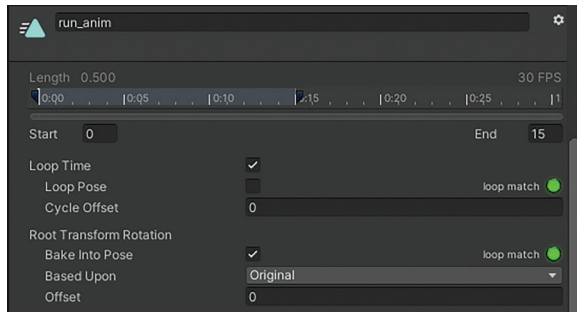 run_anim
Length 0.500 30 FPS
0:00 0:05 0:10 0:15 0:20 0:25 1
Start 0 End 15
Loop Time
Loop Pose loop match
Cycle Offset 0
Root Transform Rotation
Bake Into Pose loop match
Based Upon Original
Offset 0